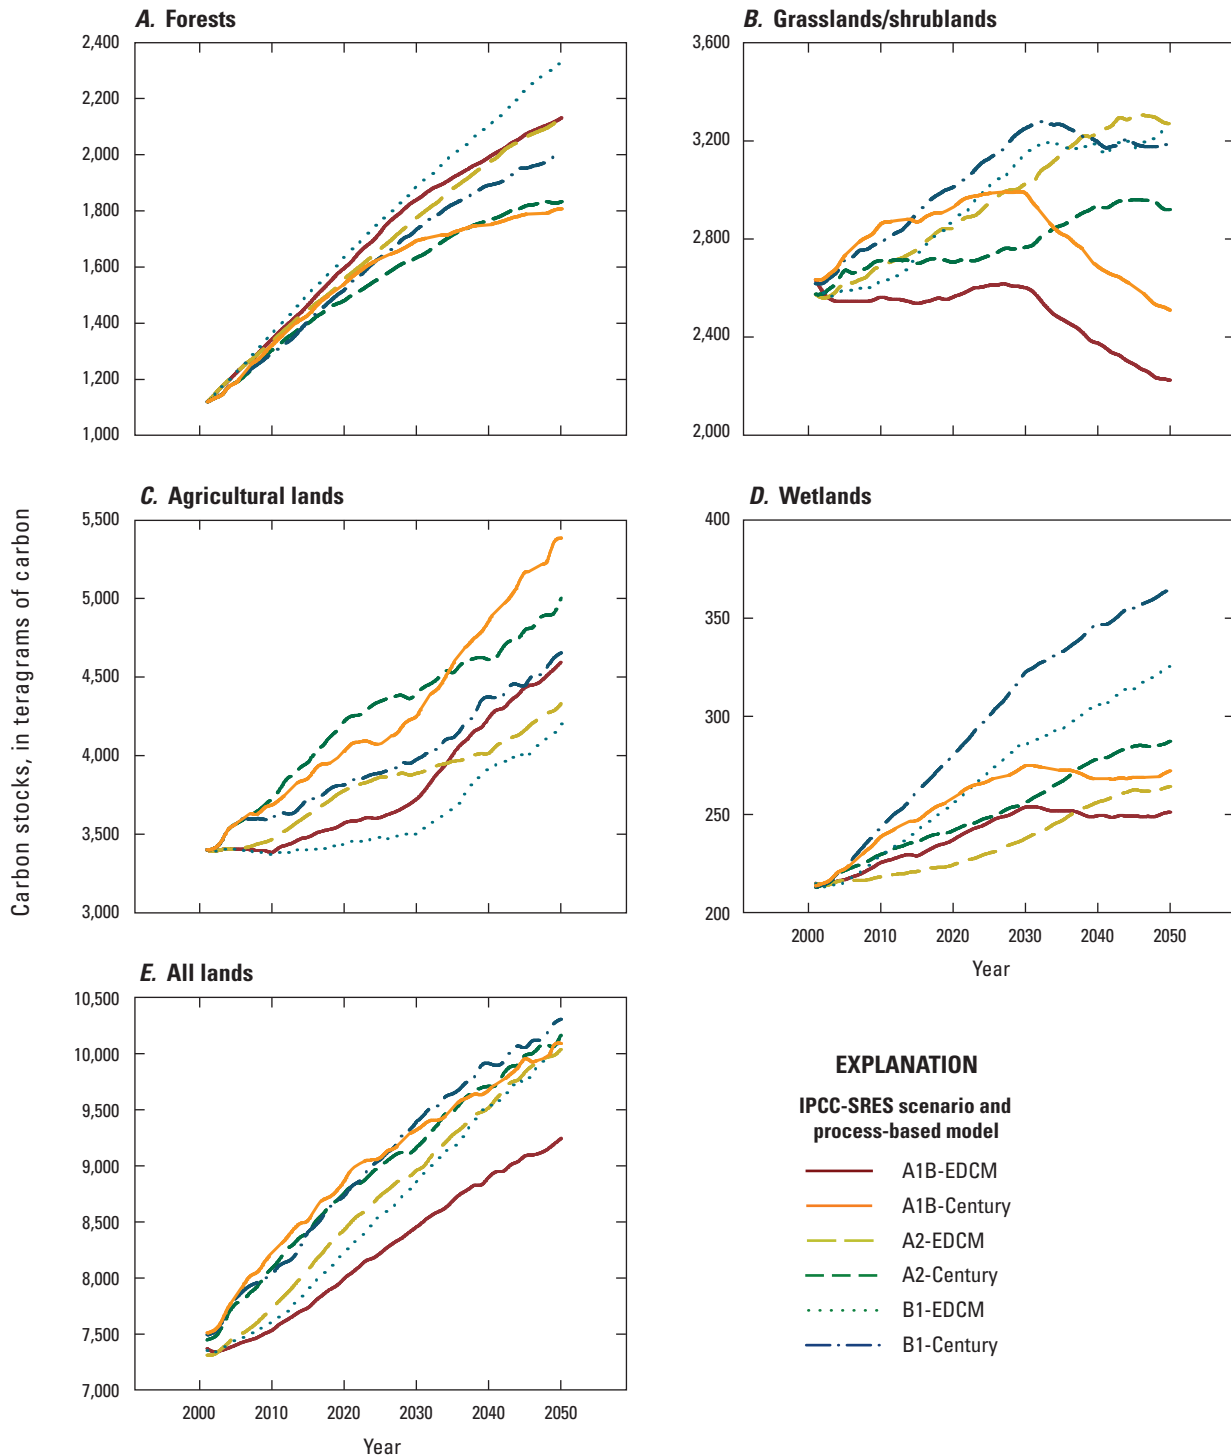 A. Forests
2,400
2,200
2,000
1,800
1,600
1,400
1,200
1,000
B. Grasslands/shrublands
3,600
3,200
2,800
2,400
2,000
Carbon stocks, in teragrams of carbon
C. Agricultural lands
5,500
5,000
4,500
4,000
3,500
3,000
D. Wetlands
400
350
300
250
200
2000 2010 2020 2030 2040 2050
Year
E. All lands
10,500
10,000
9,500
9,000
8,500
8,000
7,500
7,000
2000 2010 2020 2030 2040 2050
Year
EXPLANATION
IPCC-SRES scenario and
process-based model
A1B-EDCM
A1B-Century
A2-EDCM
A2-Century
B1-EDCM
B1-Century